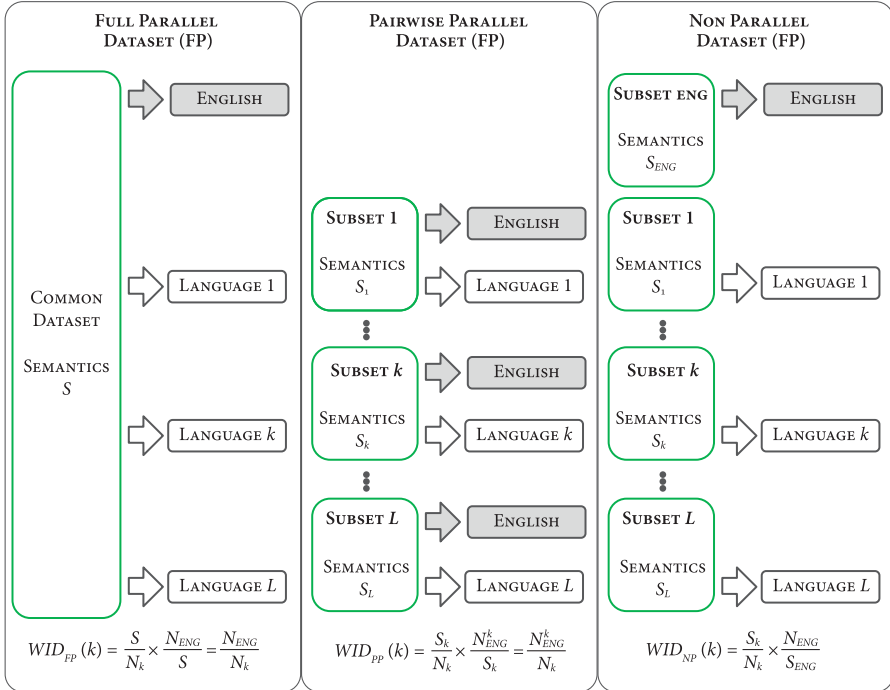 FULL PARALLEL
DATASET (FP)
ENGLISH
COMMON
DATASET
SEMANTICS
S
LANGUAGE 1
LANGUAGE k
LANGUAGE L
WID_FP (k) = S/N_k × N_ENG/S = N_ENG/N_k
PAIRWISE PARALLEL
DATASET (FP)
SUBSET 1
SEMANTICS
S₁
ENGLISH
LANGUAGE 1
SUBSET k
SEMANTICS
S_k
ENGLISH
LANGUAGE k
SUBSET L
SEMANTICS
S_L
ENGLISH
LANGUAGE L
WID_PP (k) = S_k/N_k × N^k_ENG/S_k = N^k_ENG/N_k
NON PARALLEL
DATASET (FP)
SUBSET ENG
SEMANTICS
S_ENG
ENGLISH
SUBSET 1
SEMANTICS
S₁
LANGUAGE 1
SUBSET k
SEMANTICS
S_k
LANGUAGE k
SUBSET L
SEMANTICS
S_L
LANGUAGE L
WID_NP (k) = S_k/N_k × N_ENG/S_ENG